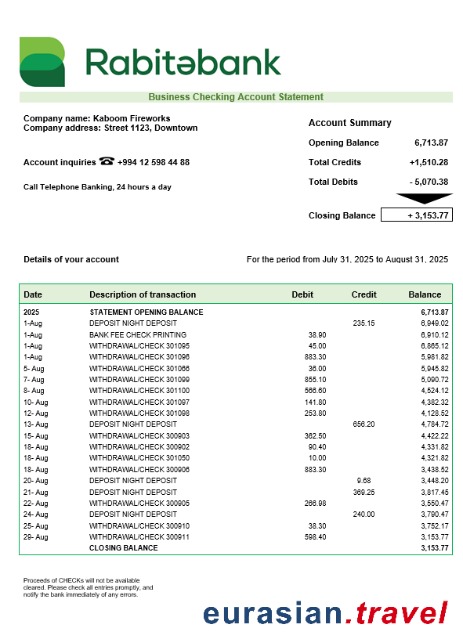 Rabitəbank
Business Checking Account Statement
Company name: Kaboom Fireworks
Company address: Street 1123, Downtown
Account inquiries ☎ +994 12 598 44 88
Call Telephone Banking, 24 hours a day
Account Summary
Opening Balance 6,713.87
Total Credits +1,510.28
Total Debits - 5,070.38
Closing Balance + 3,153.77
Details of your account For the period from July 31, 2025 to August 31, 2025
Date Description of transaction Debit Credit Balance
2025 STATEMENT OPENING BALANCE 6,713.87
1-Aug DEPOSIT NIGHT DEPOSIT 235.15 6,949.02
1-Aug BANK FEE CHECK PRINTING 38.90 6,910.12
1-Aug WITHDRAWAL/CHECK 301095 45.00 6,865.12
1-Aug WITHDRAWAL/CHECK 301096 883.30 5,981.82
5- Aug WITHDRAWAL/CHECK 301066 36.00 5,945.82
7- Aug WITHDRAWAL/CHECK 301099 855.10 5,090.72
8- Aug WITHDRAWAL/CHECK 301100 566.60 4,524.12
10- Aug WITHDRAWAL/CHECK 301097 141.80 4,382.32
12- Aug WITHDRAWAL/CHECK 301098 253.80 4,128.52
13- Aug DEPOSIT NIGHT DEPOSIT 656.20 4,784.72
15- Aug WITHDRAWAL/CHECK 300903 362.50 4,422.22
18- Aug WITHDRAWAL/CHECK 300902 90.40 4,331.82
18- Aug WITHDRAWAL/CHECK 301050 10.00 4,321.82
18- Aug WITHDRAWAL/CHECK 300906 883.30 3,438.52
20- Aug DEPOSIT NIGHT DEPOSIT 9.68 3,448.20
21- Aug DEPOSIT NIGHT DEPOSIT 369.25 3,817.45
22- Aug WITHDRAWAL/CHECK 300905 266.98 3,550.47
24- Aug DEPOSIT NIGHT DEPOSIT 240.00 3,790.47
25- Aug WITHDRAWAL/CHECK 300910 38.30 3,752.17
29- Aug WITHDRAWAL/CHECK 300911 598.40 3,153.77
CLOSING BALANCE 3,153.77
Proceeds of CHECKs will not be available
cleared. Please check all entries promptly, and
notify the bank immediately of any errors.
eurasian.travel